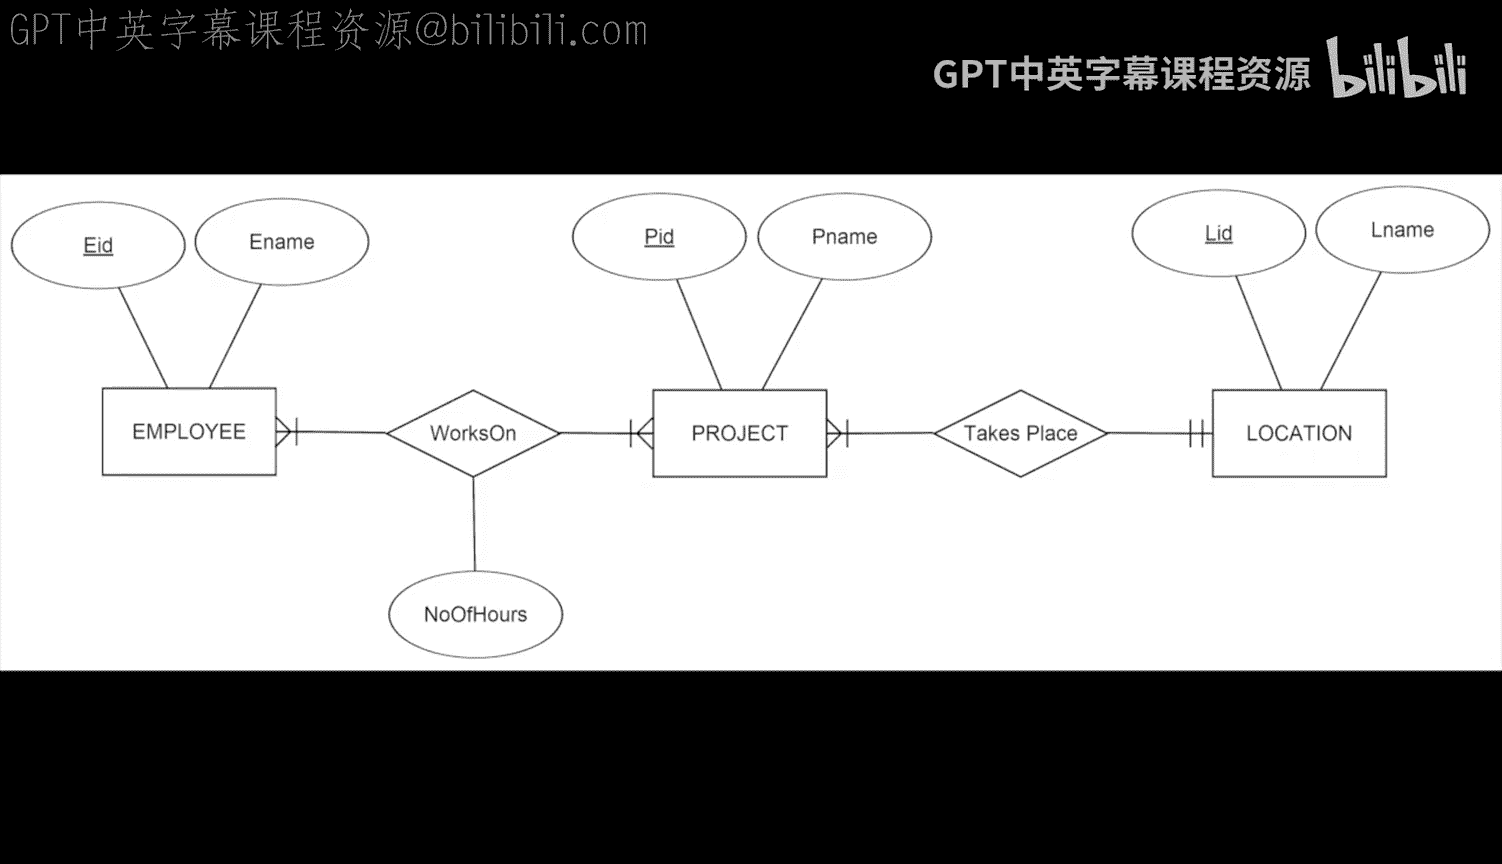 GPT中英字幕课程资源@bilibili.com
GPT中英字幕课程资源 bilibili
Eid
Ename
Pid
Pname
Lid
Lname
EMPLOYEE
WorksOn
PROJECT
Takes Place
LOCATION
NoOfHours